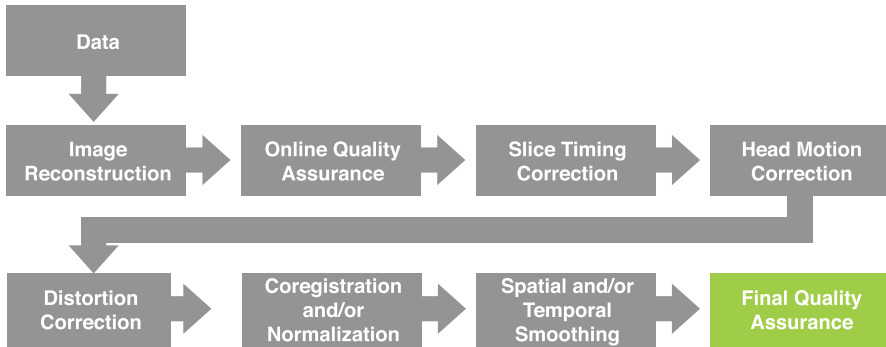 Data
Image
Reconstruction
Online Quality
Assurance
Slice Timing
Correction
Head Motion
Correction
Distortion
Correction
Coregistration
and/or
Normalization
Spatial and/or
Temporal
Smoothing
Final Quality
Assurance